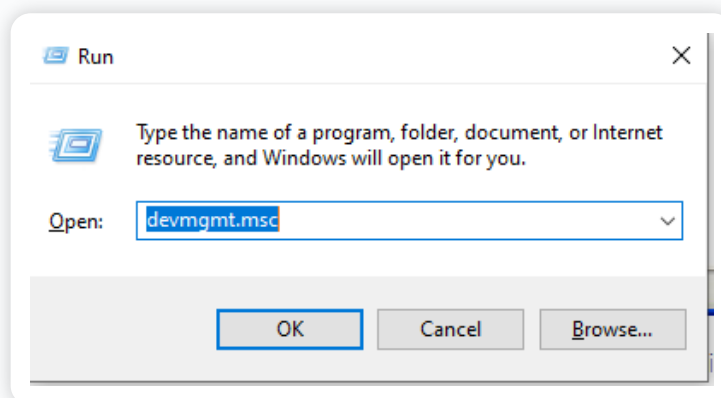 Run
Type the name of a program, folder, document, or Internet
resource, and Windows will open it for you.
Open:
devmgmt.msc
OK
Cancel
Browse...